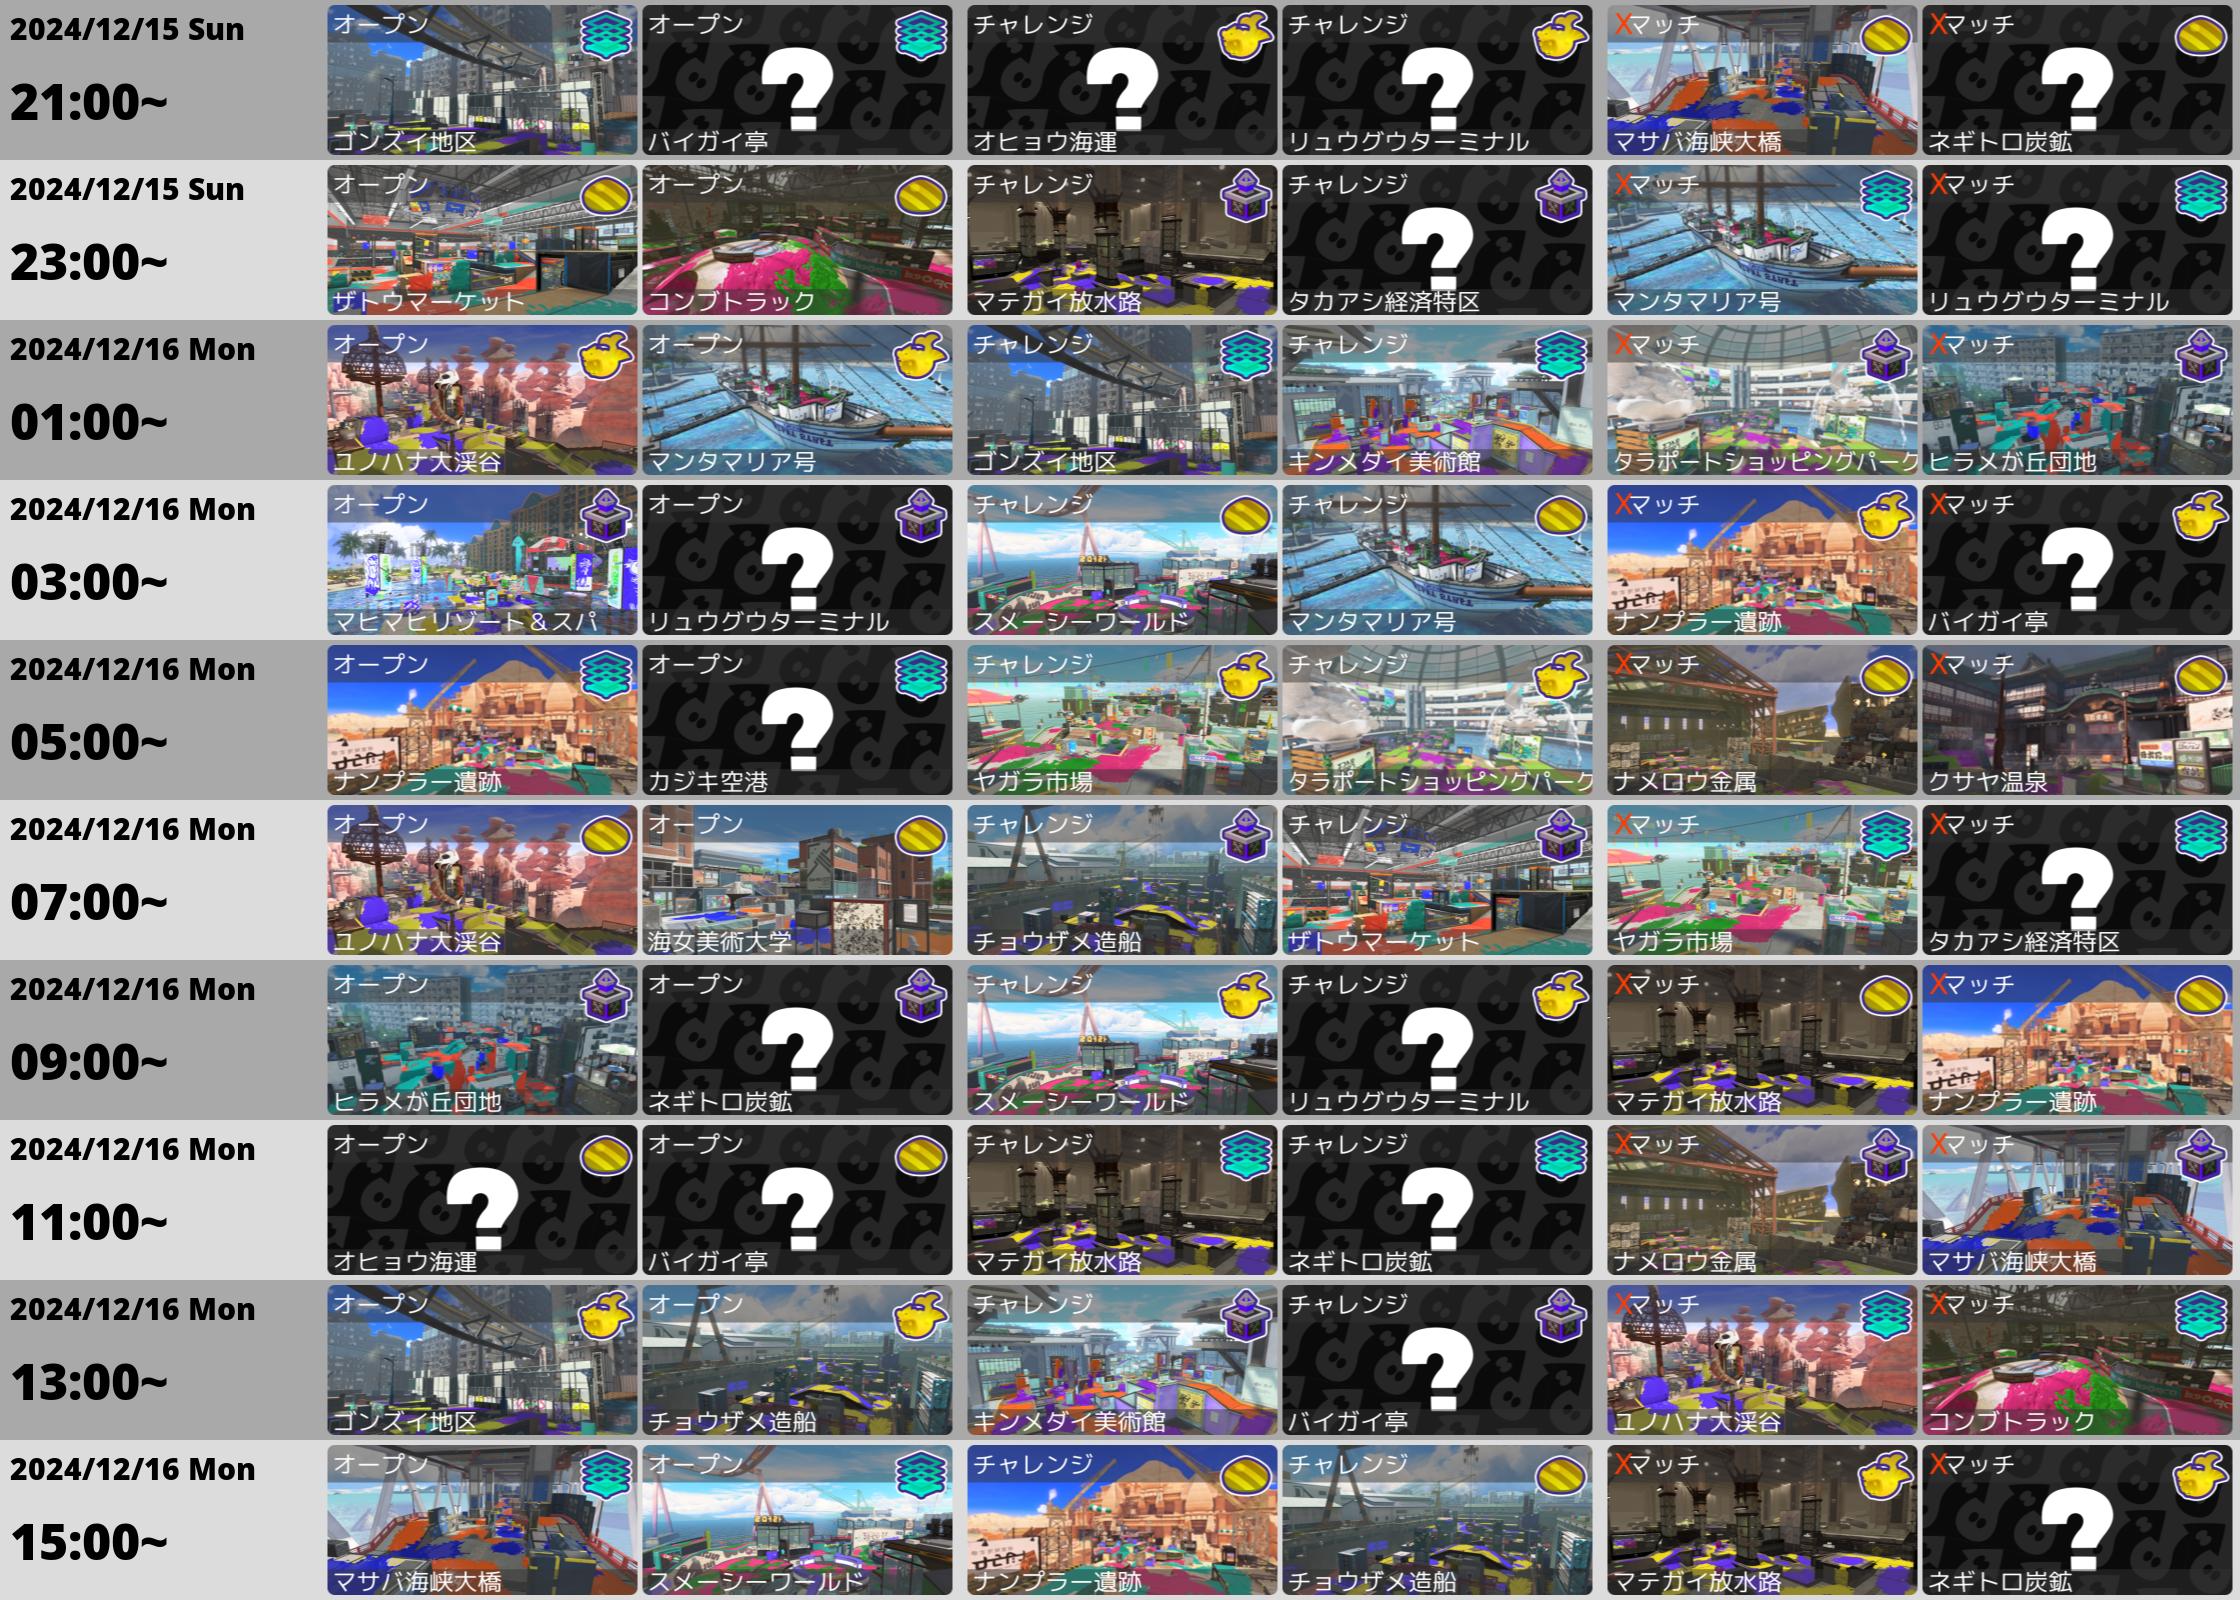 2024/12/15 Sun
21:00~
オープン
ゴンズイ地区
オープン
バイガイ亭
チャレンジ
オヒョウ海運
チャレンジ
リュウグウターミナル
Xマッチ
マサバ海峡大橋
Xマッチ
ネギトロ炭鉱
2024/12/15 Sun
23:00~
オープン
ザトウマーケット
オープン
コンブトラック
チャレンジ
マテガイ放水路
チャレンジ
タカアシ経済特区
Xマッチ
マンタマリア号
Xマッチ
リュウグウターミナル
2024/12/16 Mon
01:00~
オープン
ユノハナ大渓谷
オープン
マンタマリア号
チャレンジ
ゴンズイ地区
チャレンジ
キンメダイ美術館
Xマッチ
タラポートショッピングパーク
Xマッチ
ヒラメが丘団地
2024/12/16 Mon
03:00~
オープン
マヒマヒリゾート＆スパ
オープン
リュウグウターミナル
チャレンジ
スメーシーワールド
チャレンジ
マンタマリア号
Xマッチ
ナンプラー遺跡
Xマッチ
バイガイ亭
2024/12/16 Mon
05:00~
オープン
ナンプラー遺跡
オープン
カジキ空港
チャレンジ
ヤガラ市場
チャレンジ
タラポートショッピングパーク
Xマッチ
ナメロウ金属
Xマッチ
クサヤ温泉
2024/12/16 Mon
07:00~
オープン
ユノハナ大渓谷
オープン
海女美術大学
チャレンジ
チョウザメ造船
チャレンジ
ザトウマーケット
Xマッチ
ヤガラ市場
Xマッチ
タカアシ経済特区
2024/12/16 Mon
09:00~
オープン
ヒラメが丘団地
オープン
ネギトロ炭鉱
チャレンジ
スメーシーワールド
チャレンジ
リュウグウターミナル
Xマッチ
マテガイ放水路
Xマッチ
ナンプラー遺跡
2024/12/16 Mon
11:00~
オープン
オヒョウ海運
オープン
バイガイ亭
チャレンジ
マテガイ放水路
チャレンジ
ネギトロ炭鉱
Xマッチ
ナメロウ金属
Xマッチ
マサバ海峡大橋
2024/12/16 Mon
13:00~
オープン
ゴンズイ地区
オープン
チョウザメ造船
チャレンジ
キンメダイ美術館
チャレンジ
バイガイ亭
Xマッチ
ユノハナ大渓谷
Xマッチ
コンブトラック
2024/12/16 Mon
15:00~
オープン
マサバ海峡大橋
オープン
スメーシーワールド
チャレンジ
ナンプラー遺跡
チャレンジ
チョウザメ造船
Xマッチ
マテガイ放水路
Xマッチ
ネギトロ炭鉱